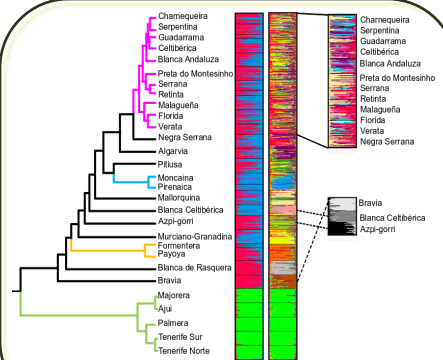 Charnequeira
Serpentina
Guadarrama
Celtibérica
Blanca Andaluza
Preta do Montesinho
Serrana
Retinta
Malagueña
Florida
Verata
Negra Serrana
Algarvia
Pitiusa
Moncaina
Pirenaica
Mallorquina
Blanca Celtibérica
Azpi-gorri
Murciano-Granadina
Formentera
Payoya
Blanca de Rasquera
Bravia
Majorera
Ajui
Palmera
Tenerife Sur
Tenerife Norte
Charnequeira
Serpentina
Guadarrama
Celtibérica
Blanca Andaluza
Preta do Montesinho
Serrana
Retinta
Malagueña
Florida
Verata
Negra Serrana
Bravia
Blanca Celtibérica
Azpi-gorri